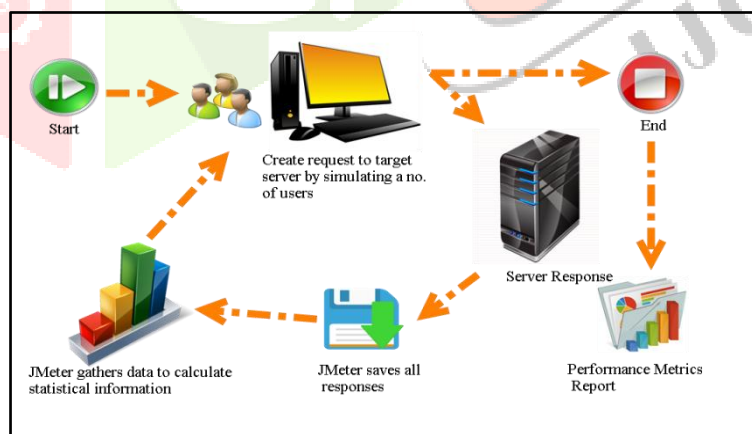 Start
Create request to target
server by simulating a no.
of users
End
Server Response
JMeter gathers data to calculate
statistical information
JMeter saves all
responses
Performance Metrics
Report